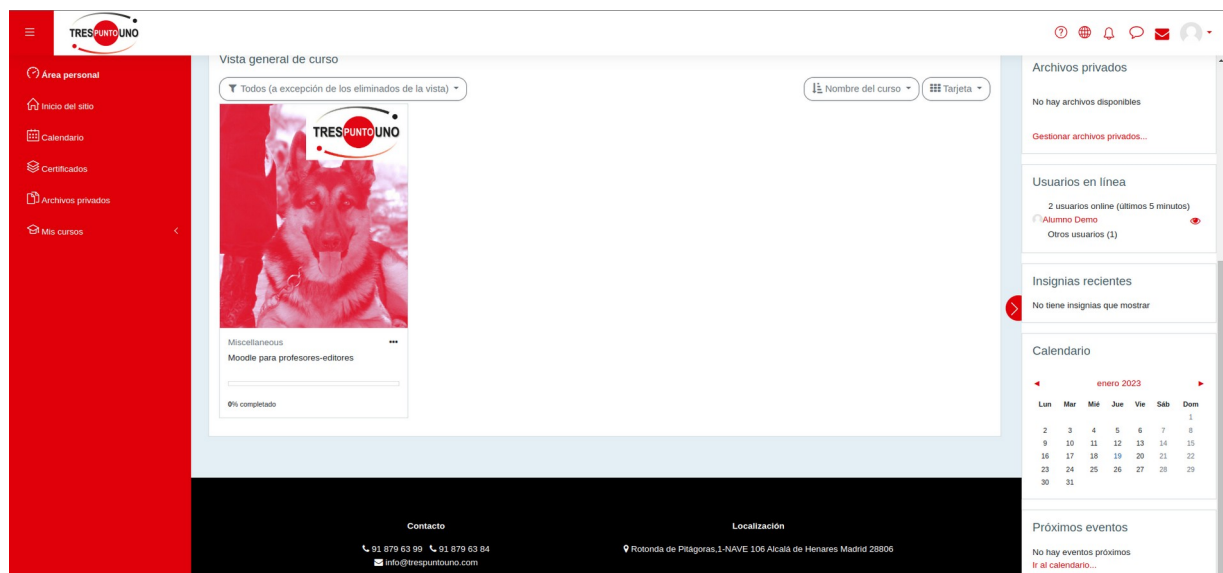 TRESPUNTOUNO
Área personal
Inicio del sitio
Calendario
Certificados
Archivos privados
Mis cursos
Vista general de curso
Todos (a excepción de los eliminados de la vista)
Nombre del curso
Tarjeta
TRESPUNTOUNO
Miscellaneous
Moodle para profesores-editores
0% completado
Archivos privados
No hay archivos disponibles
Gestionar archivos privados...
Usuarios en línea
2 usuarios online (últimos 5 minutos)
Alumno Demo
Otros usuarios (1)
Insignias recientes
No tiene insignias que mostrar
Calendario
◄ enero 2023 ►
Lun Mar Mié Jue Vie Sáb Dom
1
2 3 4 5 6 7 8
9 10 11 12 13 14 15
16 17 18 19 20 21 22
23 24 25 26 27 28 29
30 31
Próximos eventos
No hay eventos próximos
Ir al calendario...
Contacto
91 879 63 99 91 879 63 84
info@trespuntouno.com
Localización
Rotonda de Pitágoras,1-NAVE 106 Alcalá de Henares Madrid 28806